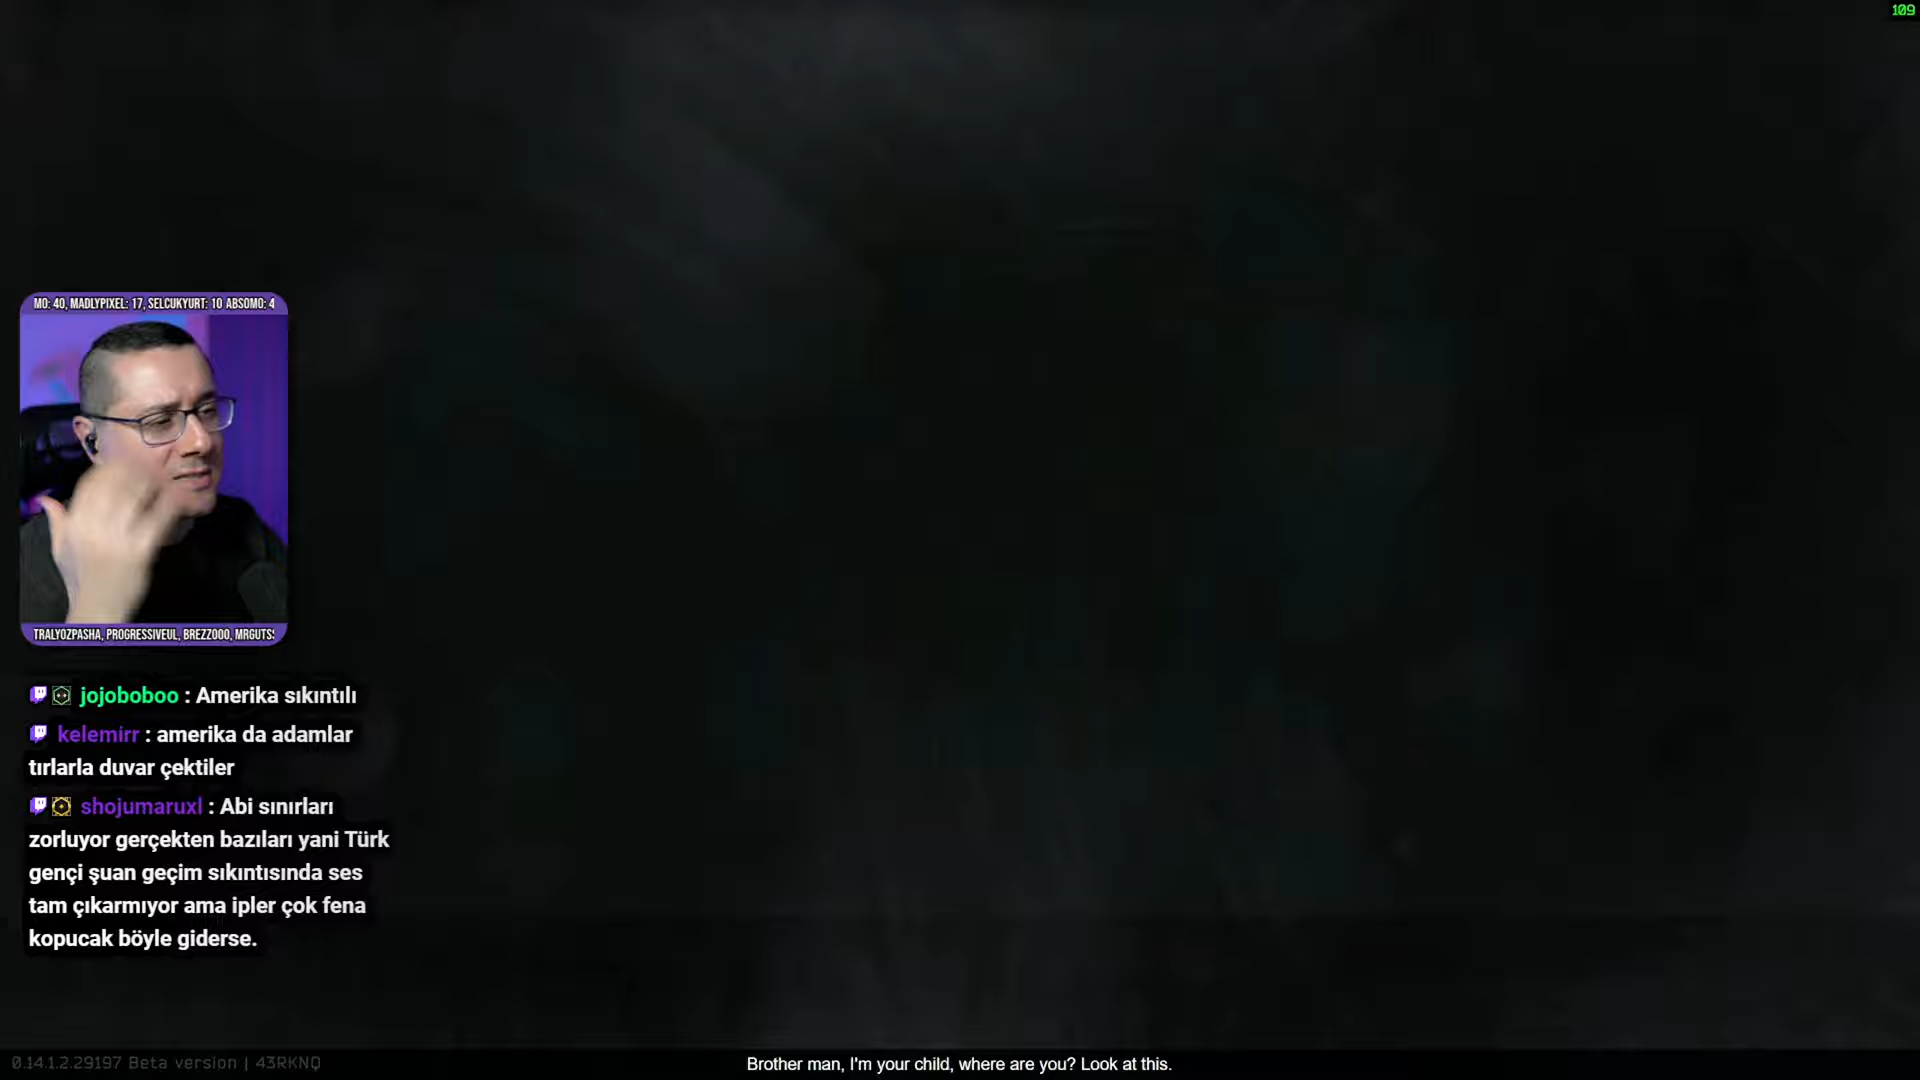 109
MO: 40, MADLYPIXEL: 17, SELCUKYURT: 10 ABSOMO: 4
TRALYOZPASHA, PROGRESSIVEUL, BREZZ000, MRGUTS
jojoboboo : Amerika sıkıntılı
kelemirr : amerika da adamlar
tırlarla duvar çektiler
shojumaruxl : Abi sınırları
zorluyor gerçekten bazıları yani Türk
gençi şuan geçim sıkıntısında ses
tam çıkarmıyor ama ipler çok fena
kopucak böyle giderse.
0.14.1.2.29197 Beta version | 43RKNQ
Brother man, I'm your child, where are you? Look at this.